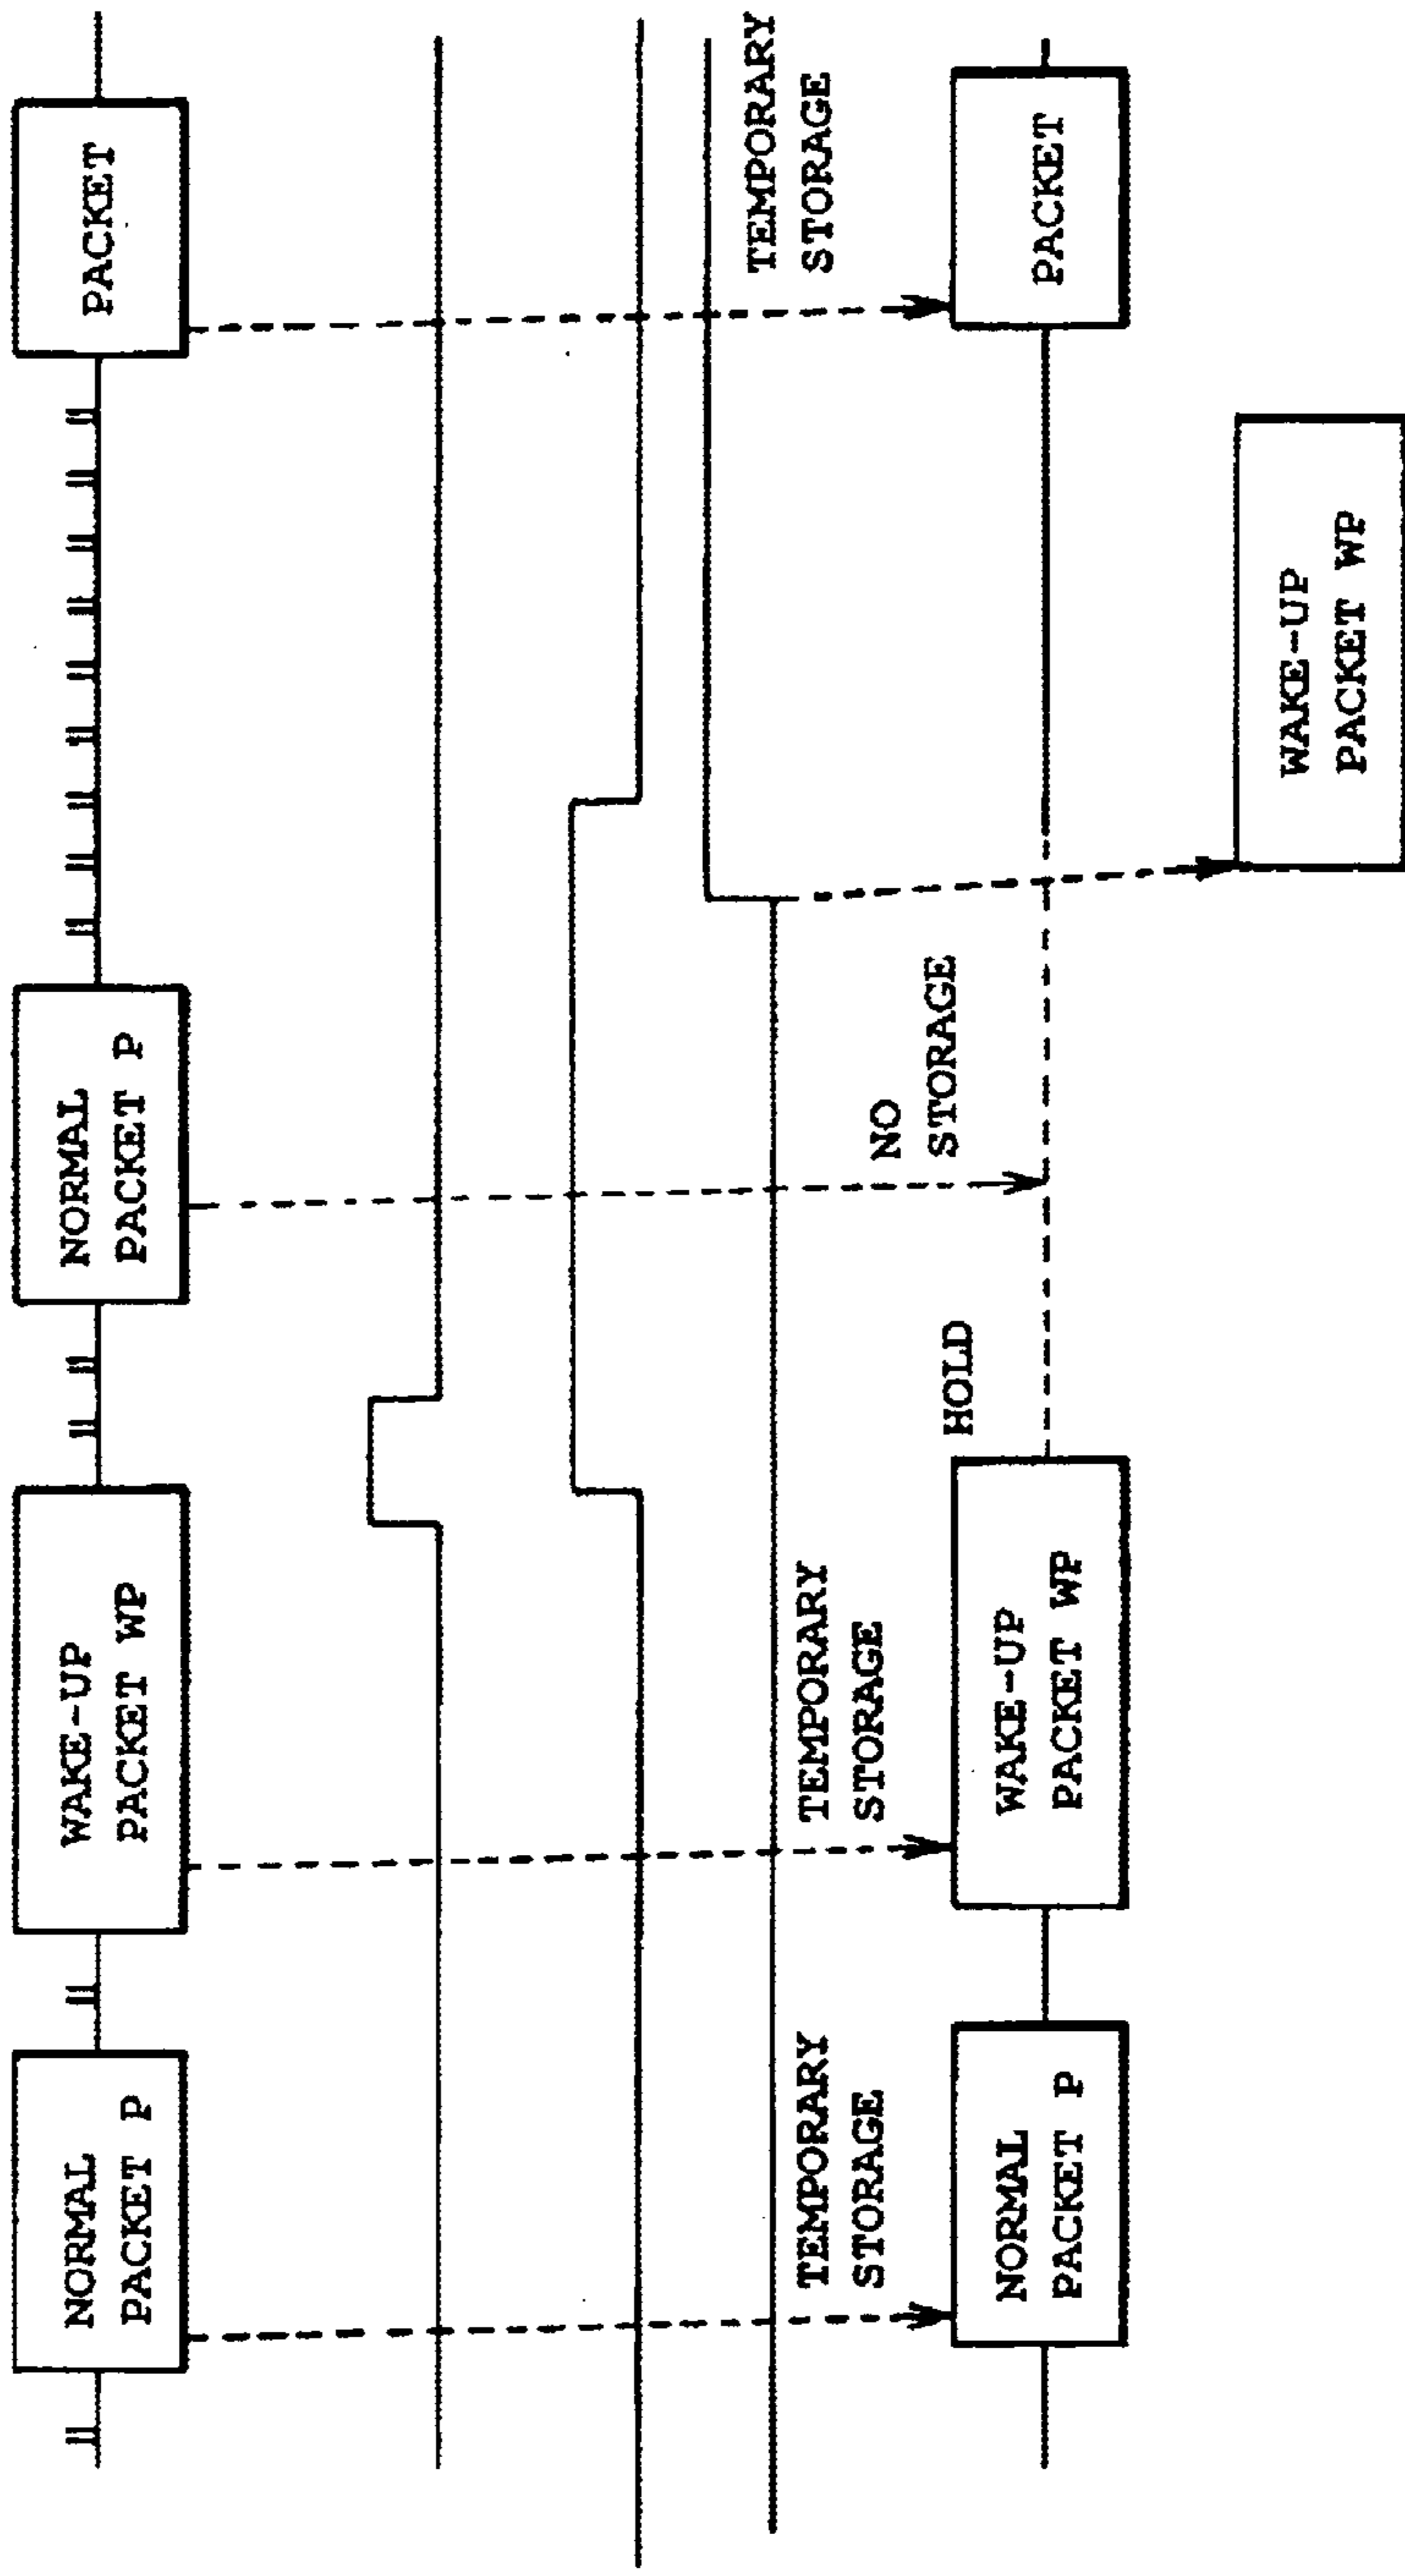 NORMAL
PACKET P
WAKE-UP
PACKET WP
NORMAL
PACKET P
PACKET
TEMPORARY
STORAGE
TEMPORARY
STORAGE
NO
STORAGE
TEMPORARY
STORAGE
HOLD
NORMAL
PACKET P
WAKE-UP
PACKET WP
PACKET
WAKE-UP
PACKET WP